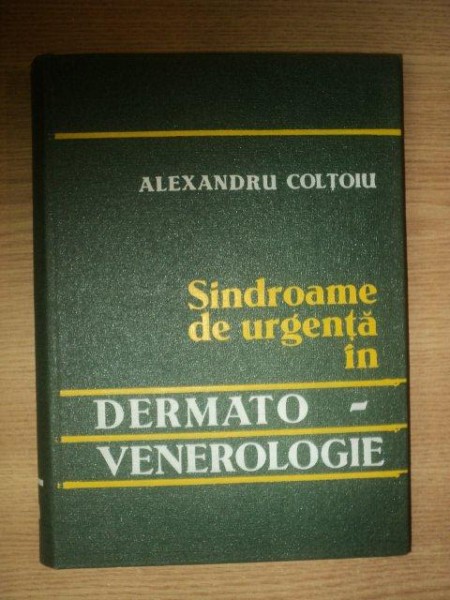 ALEXANDRU COLȚOIU
Sindroame
de urgență
în
DERMATO -
VENEROLOGIE